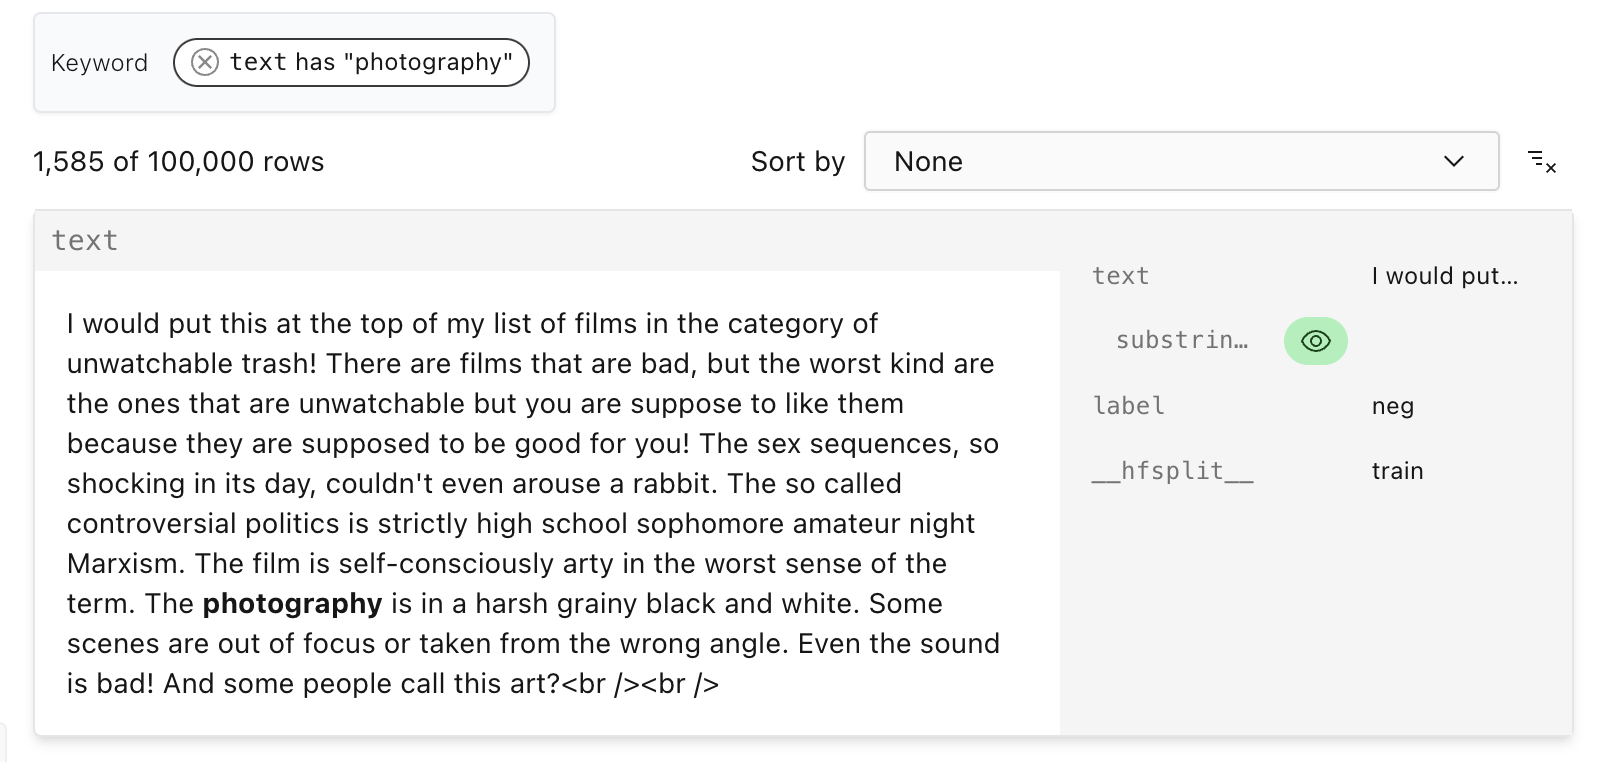 Keyword text has "photography"
1,585 of 100,000 rows
Sort by None
text
I would put this at the top of my list of films in the category of
unwatchable trash! There are films that are bad, but the worst kind are
the ones that are unwatchable but you are suppose to like them
because they are supposed to be good for you! The sex sequences, so
shocking in its day, couldn't even arouse a rabbit. The so called
controversial politics is strictly high school sophomore amateur night
Marxism. The film is self-consciously arty in the worst sense of the
term. The photography is in a harsh grainy black and white. Some
scenes are out of focus or taken from the wrong angle. Even the sound
is bad! And some people call this art?<br /><br />
text I would put...
substrin...
label neg
__hfsplit__ train